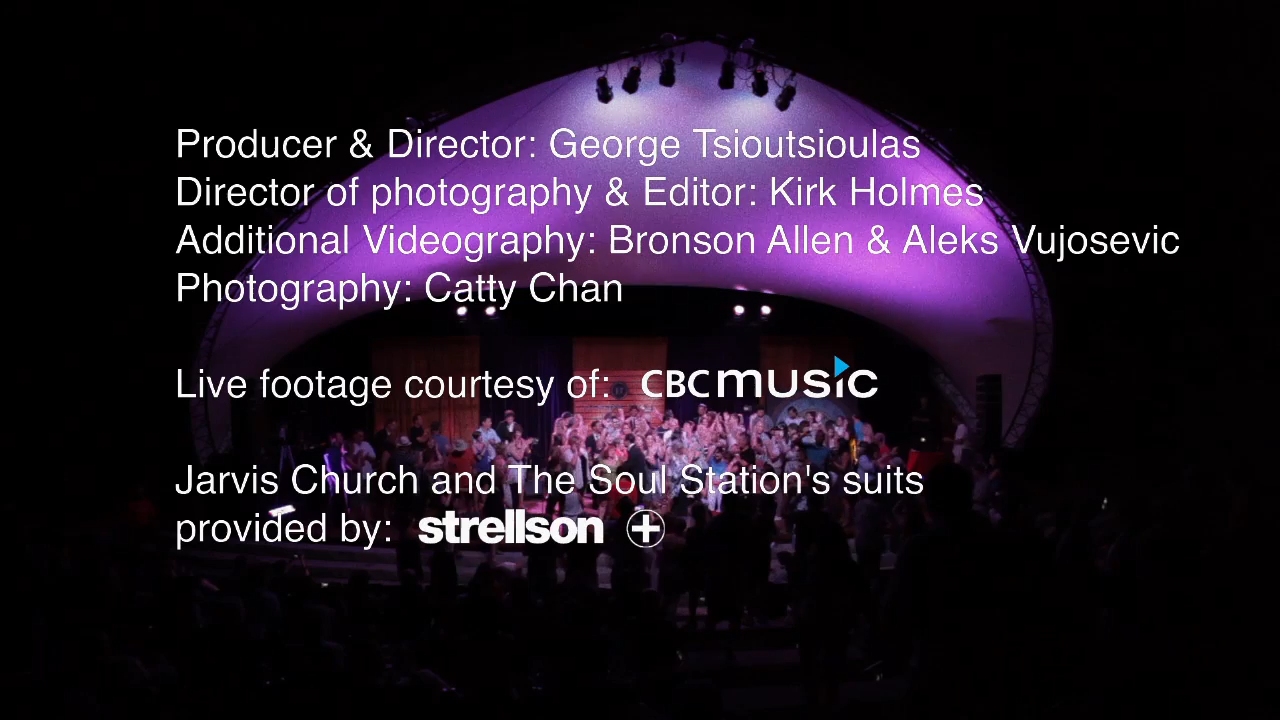 Producer & Director: George Tsioutsioulas
Director of photography & Editor: Kirk Holmes
Additional Videography: Bronson Allen & Aleks Vujosevic
Photography: Catty Chan
Live footage courtesy of: CBC music
Jarvis Church and The Soul Station's suits
provided by: strellson